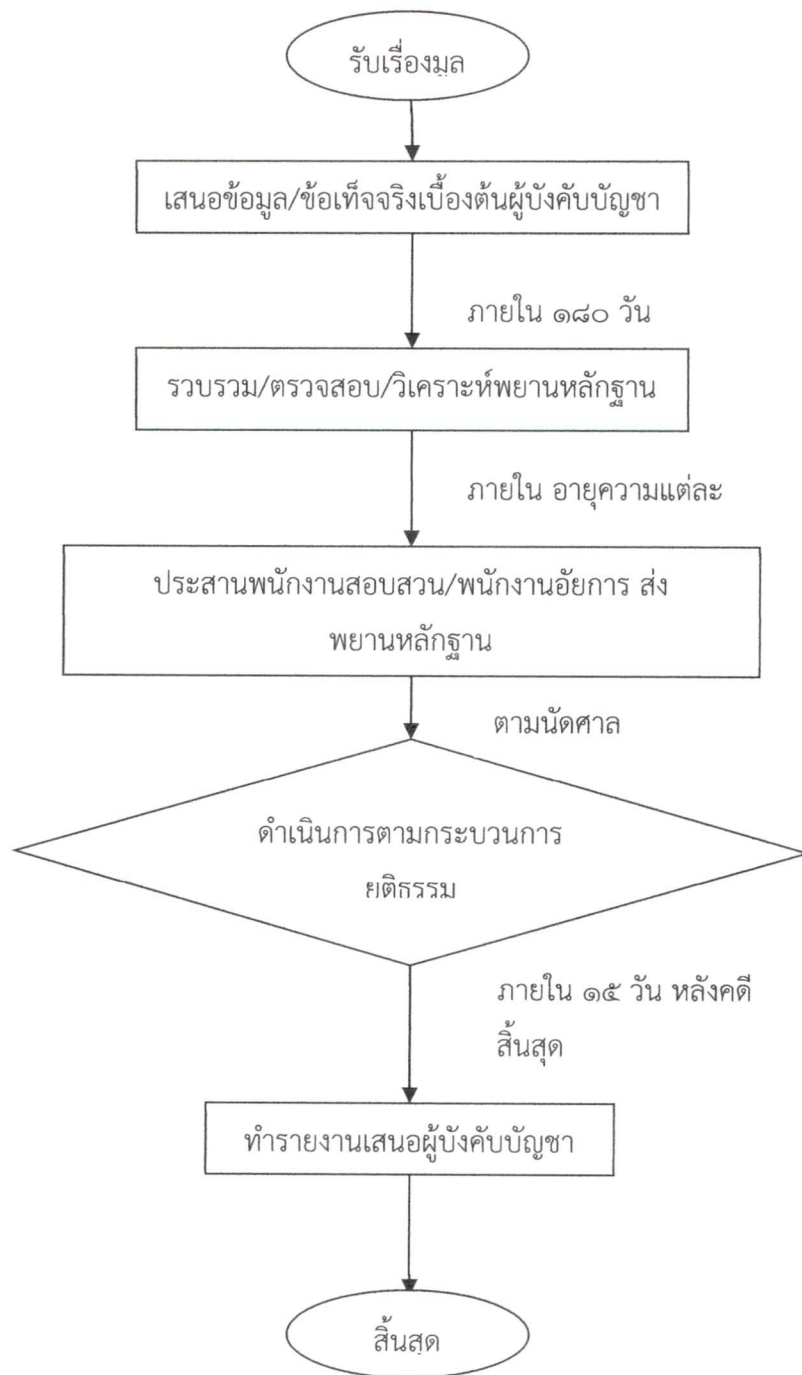 รับเรื่องมูล
เสนอข้อมูล/ข้อเท็จจริงเบื้องต้นผู้บังคับบัญชา
ภายใน ๑๘๐ วัน
รวบรวม/ตรวจสอบ/วิเคราะห์พยานหลักฐาน
ภายใน อายุความแต่ละ
ประสานพนักงานสอบสวน/พนักงานอัยการ ส่ง
พยานหลักฐาน
ตามนัดศาล
ดำเนินการตามกระบวนการ
ยุติธรรม
ภายใน ๑๕ วัน หลังคดี
สิ้นสุด
ทำรายงานเสนอผู้บังคับบัญชา
สิ้นสุด